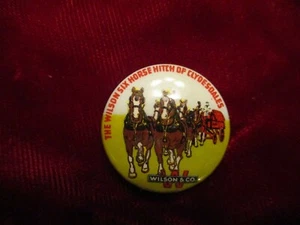 THE WILSON SIX HORSE HITCH OF CLYDESDALES
W
WILSON & CO.